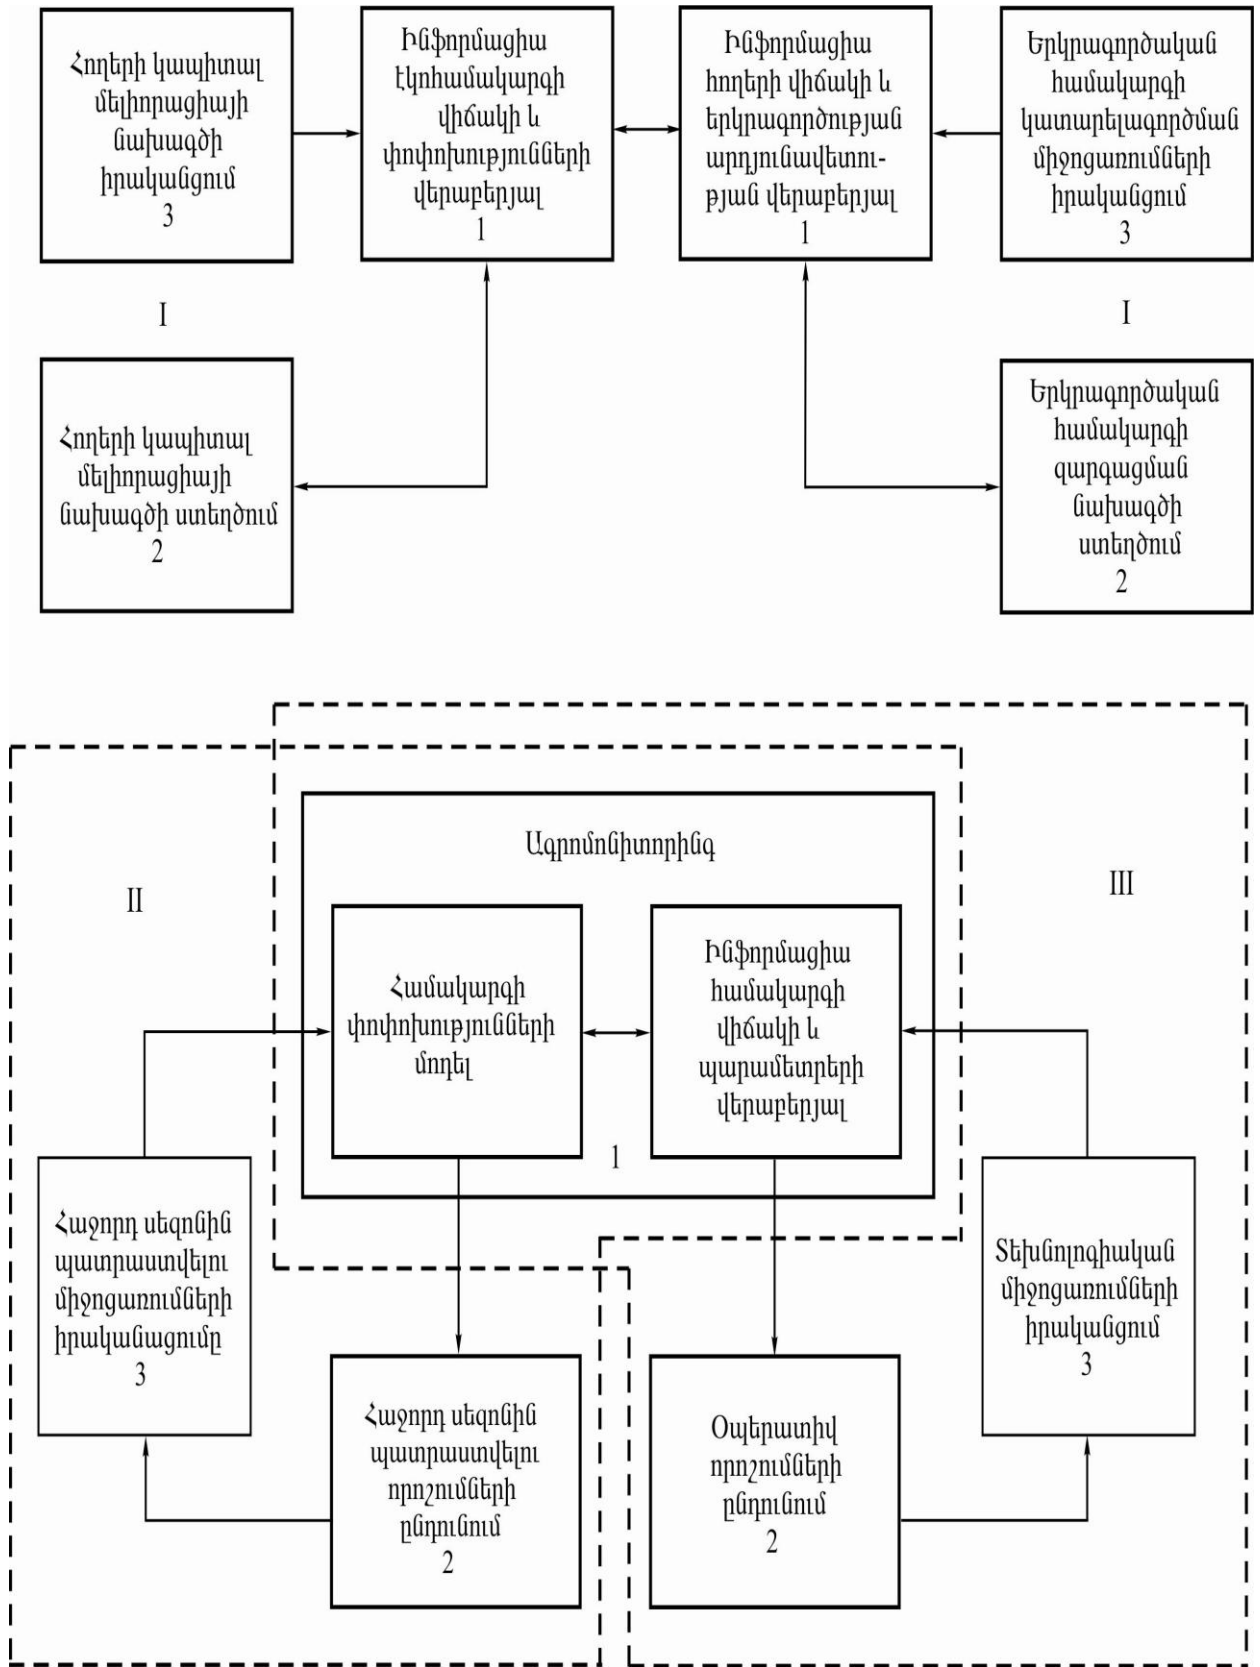 Հողերի կապիտալ
մելիորացիայի
նախագծի
իրականցում
3
Ինֆորմացիա
էկոհամակարգի
վիճակի և
փոփոխությունների
վերաբերյալ
1
Ինֆորմացիա
հողերի վիճակի և
երկրագործության
արդյունավետու-
թյան վերաբերյալ
1
Երկրագործական
համակարգի
կատարելագործման
միջոցառումների
իրականցում
3
I
I
Հողերի կապիտալ
մելիորացիայի
նախագծի ստեղծում
2
Երկրագործական
համակարգի
զարգացման
նախագծի
ստեղծում
2
Ագրոմոնիտորինգ
II
III
Համակարգի
փոփոխությունների
մոդել
Ինֆորմացիա
համակարգի
վիճակի և
պարամետրերի
վերաբերյալ
1
Հաջորդ սեզոնին
պատրաստվելու
միջոցառումների
իրականացումը
3
Տեխնոլոգիական
միջոցառումների
իրականցում
3
Հաջորդ սեզոնին
պատրաստվելու
որոշումների
ընդունում
2
Օպերատիվ
որոշումների
ընդունում
2